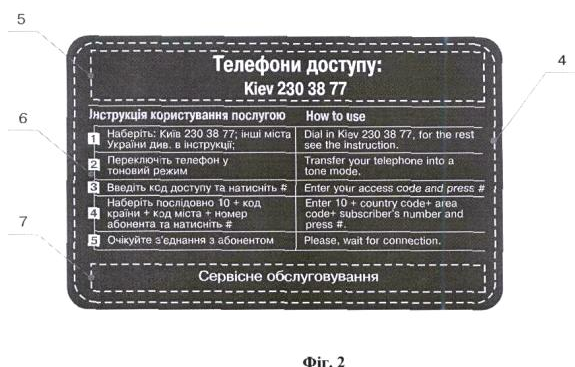 5
Телефони доступу:
Kiev 230 38 77
4
Інструкція користування послугою How to use
6
1 Наберіть: Київ 230 38 77; інші міста Dial in Kiev 230 38 77, for the rest
України див. в інструкції; see the instruction.
2 Переключіть телефон у Transfer your telephone into a
тоновий режим tone mode.
3 Введіть код доступу та натисніть # Enter your access code and press #
Наберіть послідовно 10 + код Enter 10 + country code+ area
4 країни + код міста + номер code+ subscriber's number and
абонента та натисніть # press #.
5 Очікуйте з'єднання з абонентом Please, wait for connection.
7
Сервісне обслуговування
Фіг. 2